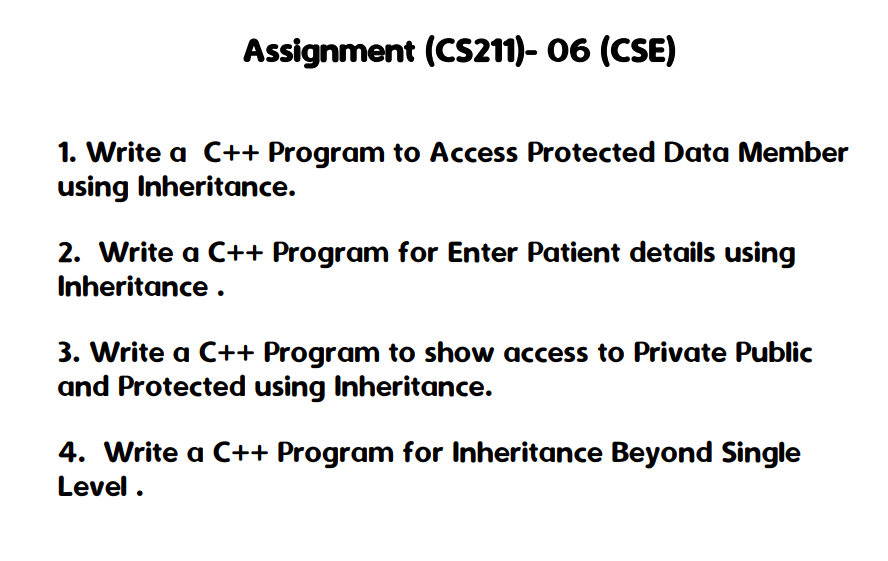 Assignment (CS211)- 06 (CSE)
1. Write a  C++ Program to Access Protected Data Member
using Inheritance.
2.  Write a C++ Program for Enter Patient details using
Inheritance .
3. Write a C++ Program to show access to Private Public
and Protected using Inheritance.
4.  Write a C++ Program for Inheritance Beyond Single
Level .